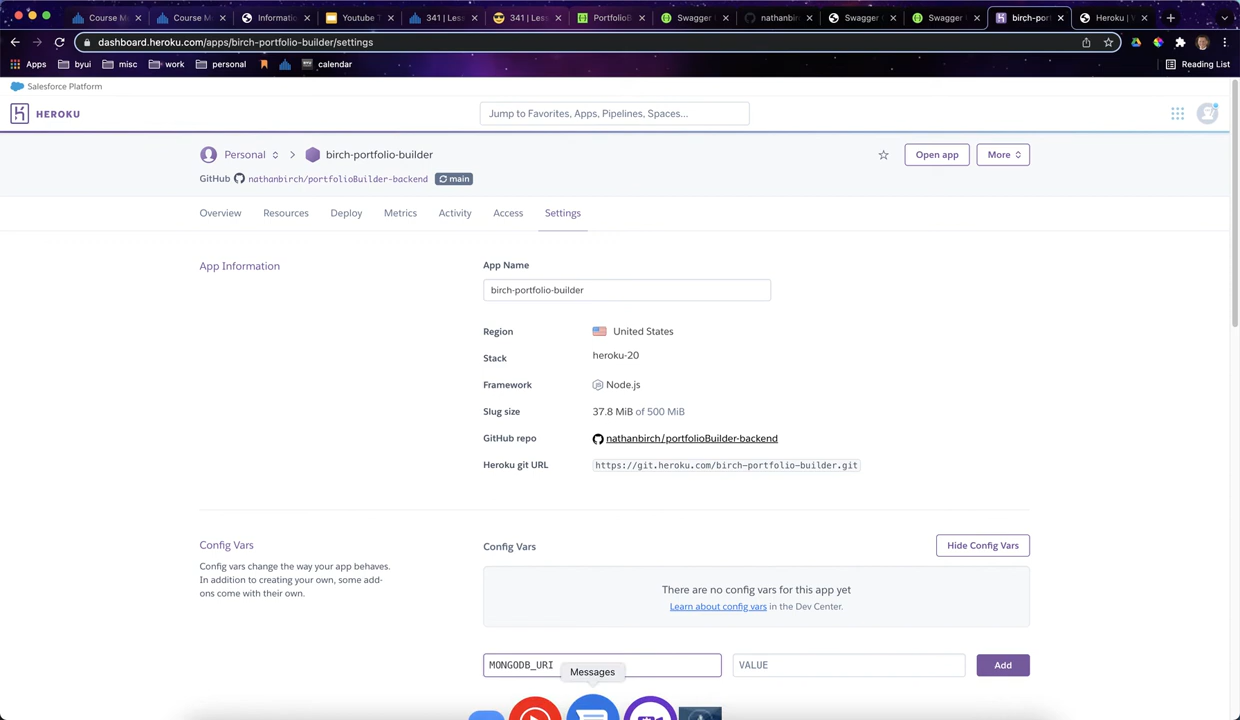 Course M
Course M
Informatio
Youtube T
341 | Less
341 | Less
PortfolioB
Swagger
nathanbir
Swagger
Swagger
birch-port
Heroku | W
dashboard.heroku.com/apps/birch-portfolio-builder/settings
Apps
byui
misc
work
personal
calendar
Reading List
Salesforce Platform
HEROKU
Jump to Favorites, Apps, Pipelines, Spaces...
Personal
birch-portfolio-builder
Open app
More
GitHub nathanbirch/portfolioBuilder-backend main
Overview
Resources
Deploy
Metrics
Activity
Access
Settings
App Information
App Name
birch-portfolio-builder
Region United States
Stack heroku-20
Framework Node.js
Slug size 37.8 MiB of 500 MiB
GitHub repo nathanbirch/portfolioBuilder-backend
Heroku git URL https://git.heroku.com/birch-portfolio-builder.git
Config Vars
Config vars change the way your app behaves.
In addition to creating your own, some add-
ons come with their own.
Config Vars
Hide Config Vars
There are no config vars for this app yet
Learn about config vars in the Dev Center.
MONGODB_URI
VALUE
Add
Messages